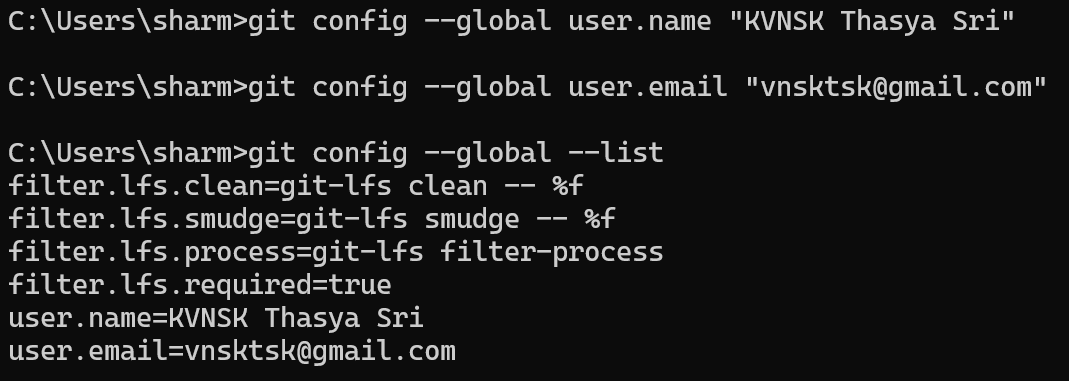 C:\Users\sharm>git config --global user.name "KVNSK Thasya Sri"
C:\Users\sharm>git config --global user.email "vnsktsk@gmail.com"
C:\Users\sharm>git config --global --list
filter.lfs.clean=git-lfs clean -- %f
filter.lfs.smudge=git-lfs smudge -- %f
filter.lfs.process=git-lfs filter-process
filter.lfs.required=true
user.name=KVNSK Thasya Sri
user.email=vnsktsk@gmail.com